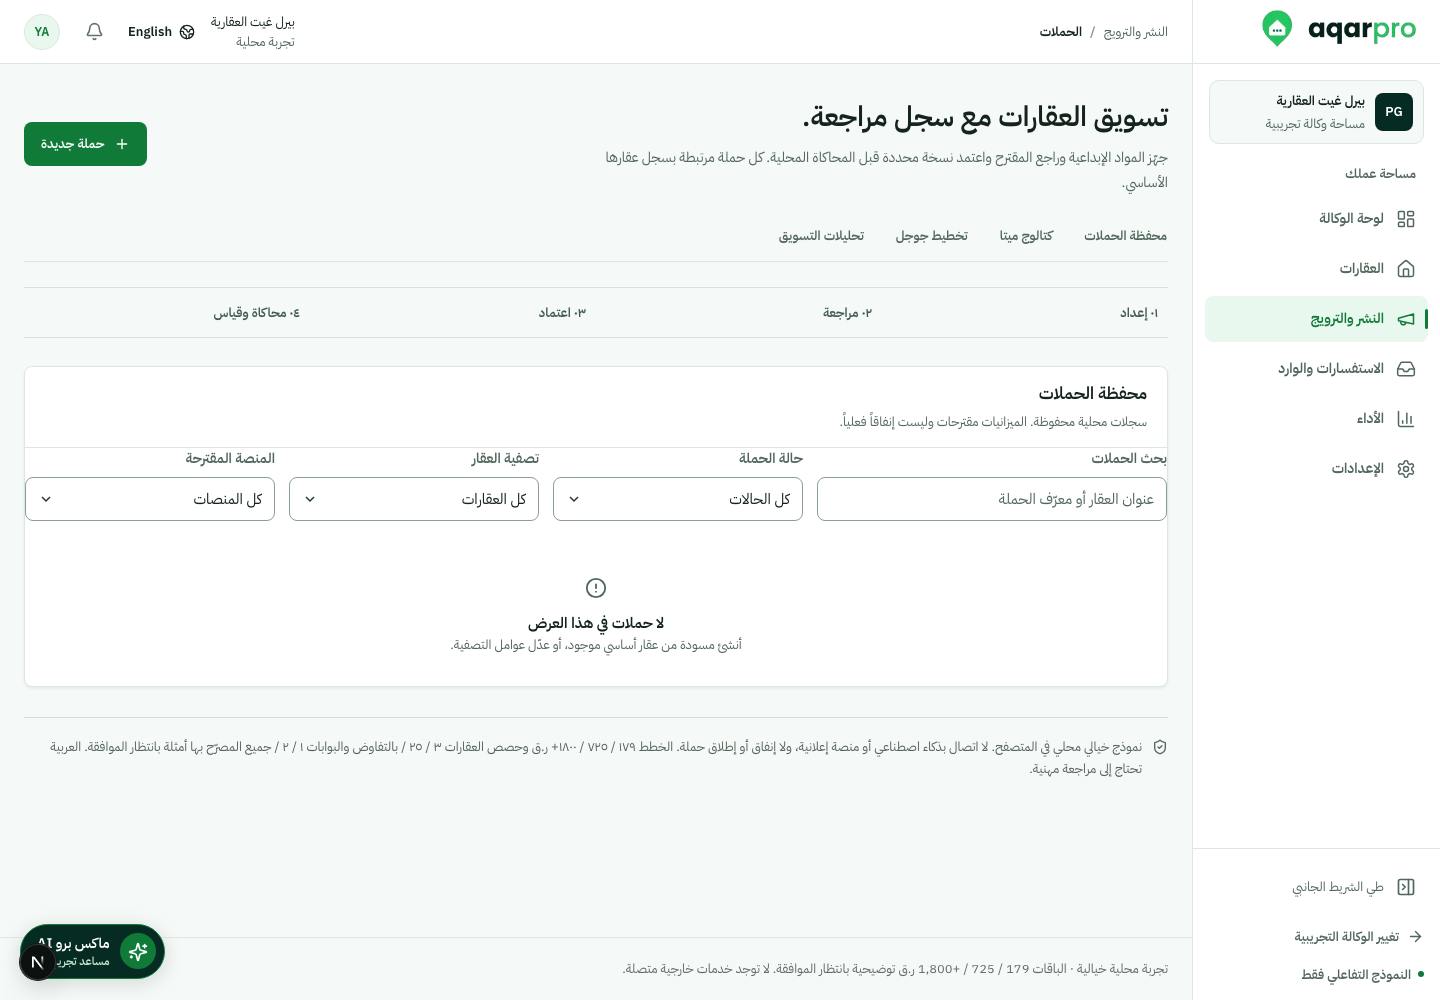 aqarpro
النشر والترويج / الحملات
بيرل غيت العقارية
تجربة محلية
English
YA
PG
بيرل غيت العقارية
مساحة وكالة تجريبية
مساحة عملك
لوحة الوكالة
العقارات
النشر والترويج
الاستفسارات والوارد
الأداء
الإعدادات
طي الشريط الجانبي
تغيير الوكالة التجريبية
النموذج التفاعلي فقط
تسويق العقارات مع سجل مراجعة.
جهّز المواد الإبداعية وراجع المقترح واعتمد نسخة محددة قبل المحاكاة المحلية. كل حملة مرتبطة بسجل عقارها
الأساسي.
حملة جديدة
محفظة الحملات
كتالوج ميتا
تخطيط جوجل
تحليلات التسويق
٠١ إعداد
٠٢ مراجعة
٠٣ اعتماد
٠٤ محاكاة وقياس
محفظة الحملات
سجلات محلية محفوظة. الميزانيات مقترحات وليست إنفاقاً فعلياً.
بحث الحملات
حالة الحملة
تصفية العقار
المنصة المقترحة
عنوان العقار أو معرّف الحملة
كل الحالات
كل العقارات
كل المنصات
لا حملات في هذا العرض
أنشئ مسودة من عقار أساسي موجود، أو عدّل عوامل التصفية.
نموذج خيالي محلي في المتصفح. لا اتصال بذكاء اصطناعي أو منصة إعلانية، ولا إنفاق أو إطلاق حملة. الخطط ١٧٩ / ٧٢٥ / ١٨٠٠+ ر.ق وحصص العقارات ٣ / ٢٥ / بالتفاوض والبوابات ١ / ٢ / جميع المصرّح بها أمثلة بانتظار الموافقة. العربية
تحتاج إلى مراجعة مهنية.
تجربة محلية خيالية · الباقات 179 / 725 / 1,800+ ر.ق توضيحية بانتظار الموافقة. لا توجد خدمات خارجية متصلة.
ماكس برو AI
مساعد
N